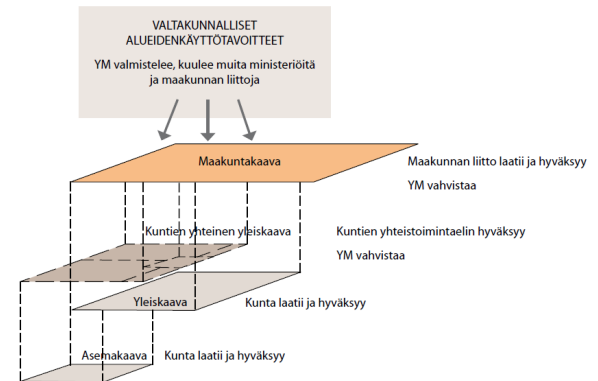 VALTAKUNNALLISET
ALUEIDENKÄYTTÖTAVOITTEET
YM valmistelee, kuulee muita ministeriöitä
ja maakunnan liittoja
Maakuntakaava
Maakunnan liitto laatii ja hyväksyy
YM vahvistaa
Kuntien yhteinen yleiskaava
Kuntien yhteistoimintaelin hyväksyy
YM vahvistaa
Yleiskaava
Kunta laatii ja hyväksyy
Asemakaava
Kunta laatii ja hyväksyy